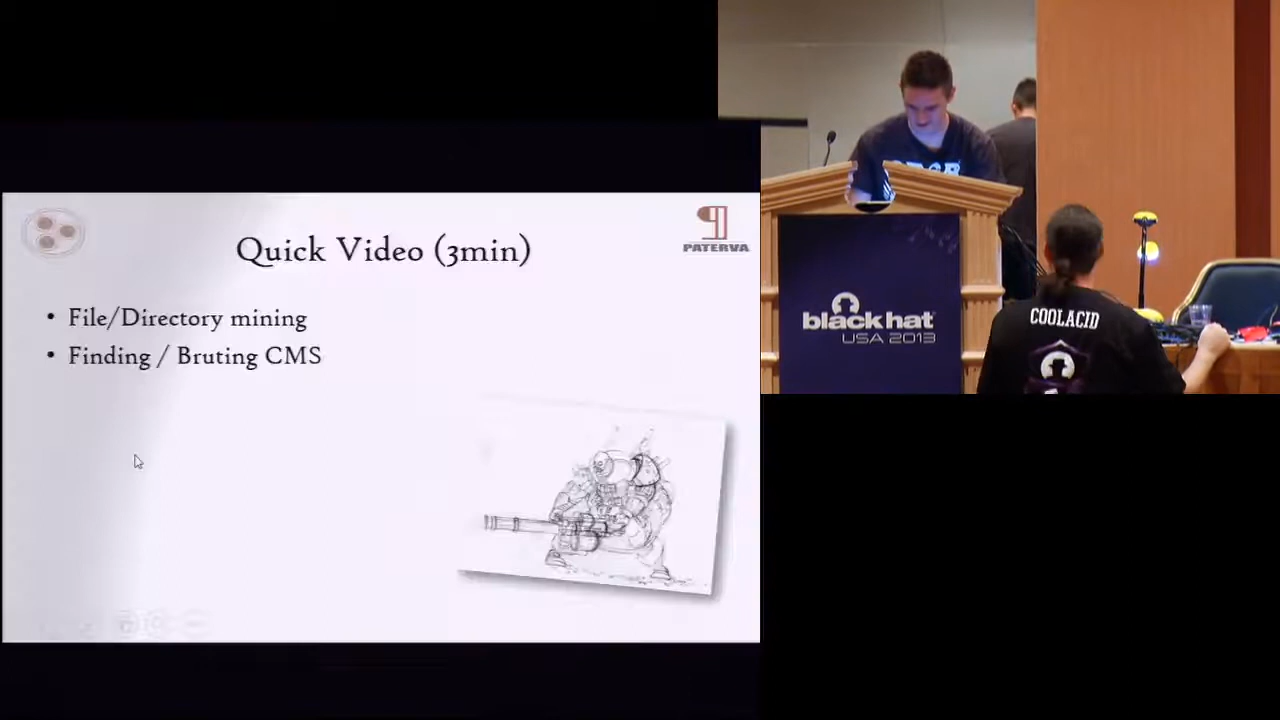 Quick Video (3min)
PATERVA
• File/Directory mining
• Finding / Bruting CMS
black hat
USA 2013
COOLACID